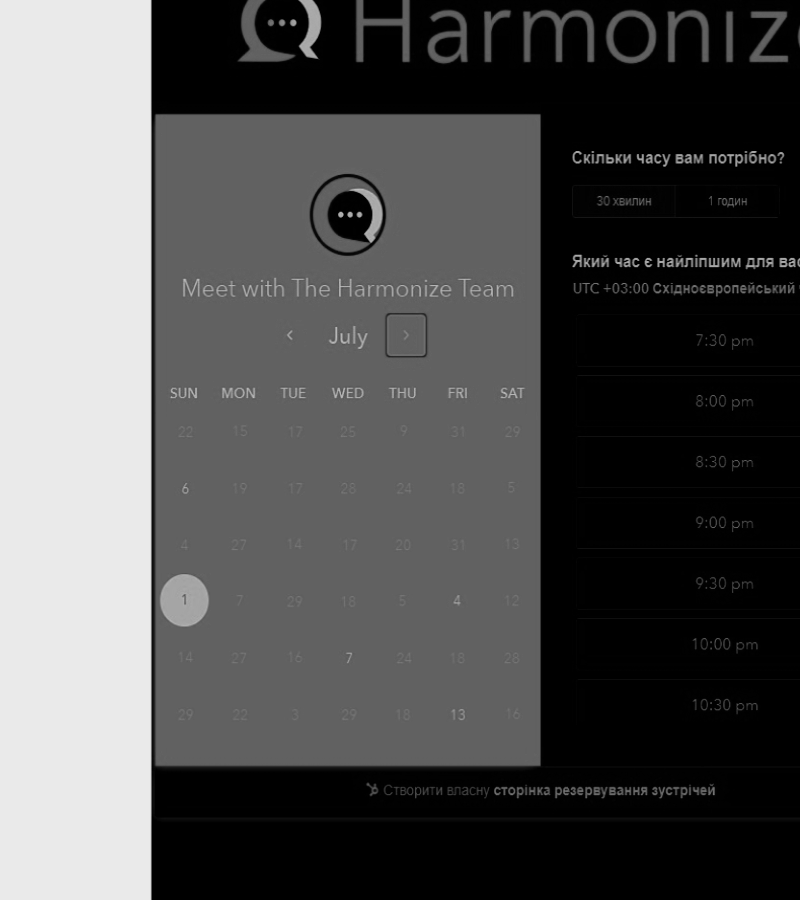 Harmonize
Meet with The Harmonize Team
July
SUN MON TUE WED THU FRI SAT
22 15 17 25 9 31 29
6 19 17 28 24 18 5
4 27 14 17 20 31 13
1 7 29 18 5 4 12
14 27 16 7 24 18 28
29 22 3 29 18 13 16
Скільки часу вам потрібно?
30 хвилин 1 годин
Який час є найліпшим для
UTC +03:00 Східноєвропейський
7:30 pm
8:00 pm
8:30 pm
9:00 pm
9:30 pm
10:00 pm
10:30 pm
Створити власну сторінка резервування зустрічей